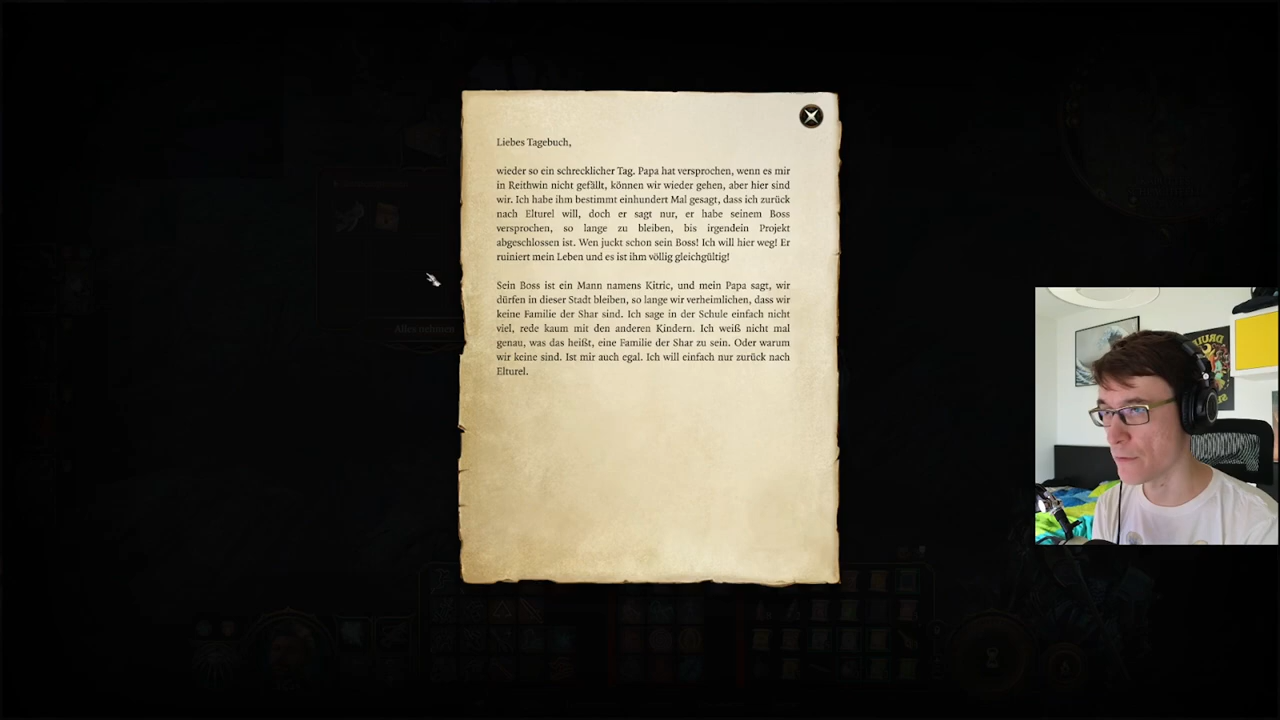 Liebes Tagebuch,
wieder so ein schrecklicher Tag. Papa hat versprochen, wenn es mir
in Reithwin nicht gefällt, können wir wieder gehen, aber hier sind
wir. Ich habe ihm bestimmt einhundert Mal gesagt, dass ich zurück
nach Elturel will, doch er sagt nur, er habe seinem Boss
versprochen, so lange zu bleiben, bis irgendein Projekt
abgeschlossen ist. Wen juckt schon sein Boss! Ich will hier weg! Er
ruiniert mein Leben und es ist ihm völlig gleichgültig!
Sein Boss ist ein Mann namens Kitric, und mein Papa sagt, wir
dürfen in dieser Stadt bleiben, so lange wir verheimlichen, dass wir
keine Familie der Shar sind. Ich sage in der Schule einfach nicht
viel, rede kaum mit den anderen Kindern. Ich weiß nicht mal
genau, was das heißt, eine Familie der Shar zu sein. Oder warum
wir keine sind. Ist mir auch egal. Ich will einfach nur zurück nach
Elturel.
Alles nehmen